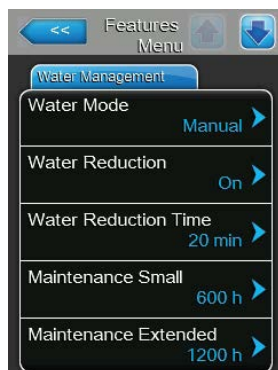 <<
Features
Menu
Water Management
Water Mode
Manual
Water Reduction
On
Water Reduction Time
20 min
Maintenance Small
600 h
Maintenance Extended
1200 h